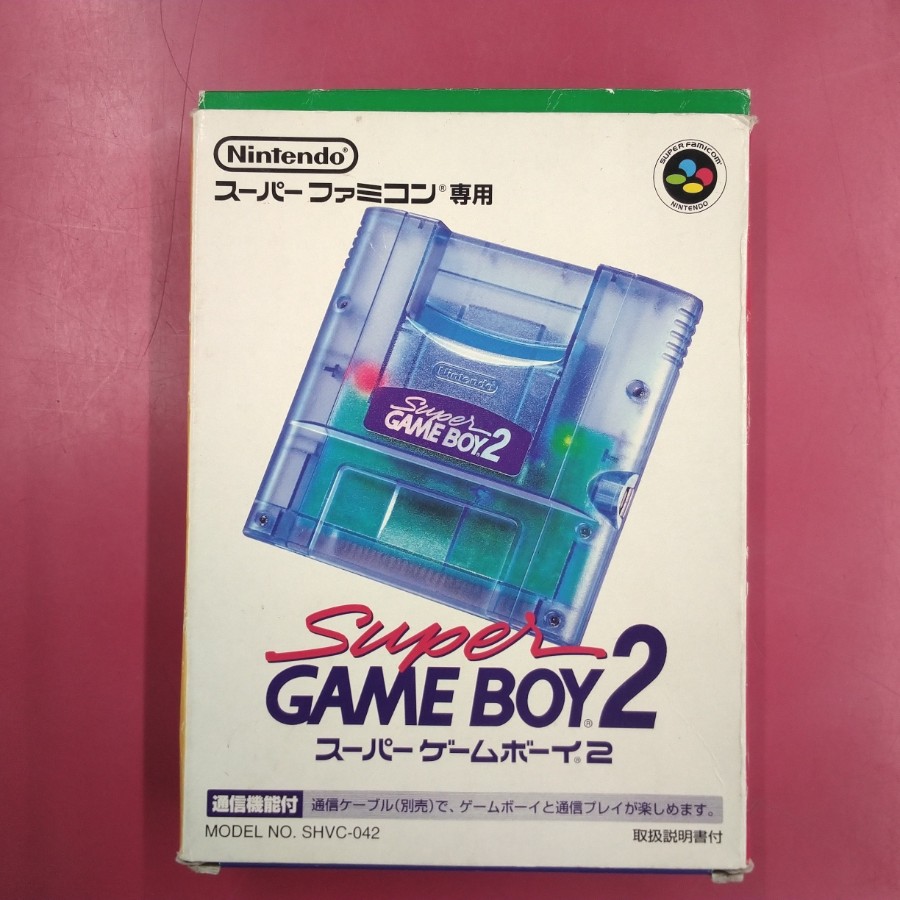 Nintendo®
スーパーファミコン®専用
SUPER FAMICOM
NINTENDO
Nintendo
Super
GAME BOY®2
Super
GAME BOY®2
スーパーゲームボーイ®2
通信機能付 通信ケーブル(別売)で、ゲームボーイと通信プレイが楽しめます。
MODEL NO. SHVC-042 取扱説明書付